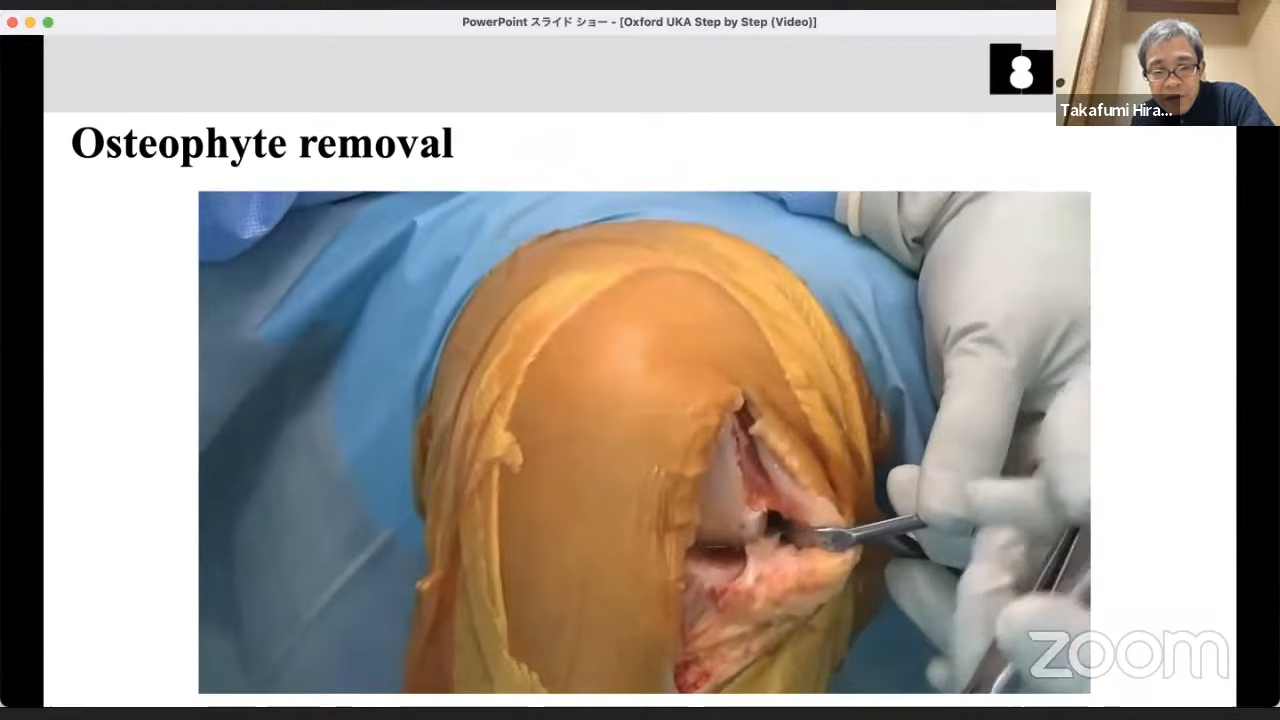 PowerPoint スライド ショー - [Oxford UKA Step by Step (Video)]
Takafumi Hira...
Osteophyte removal
zoom